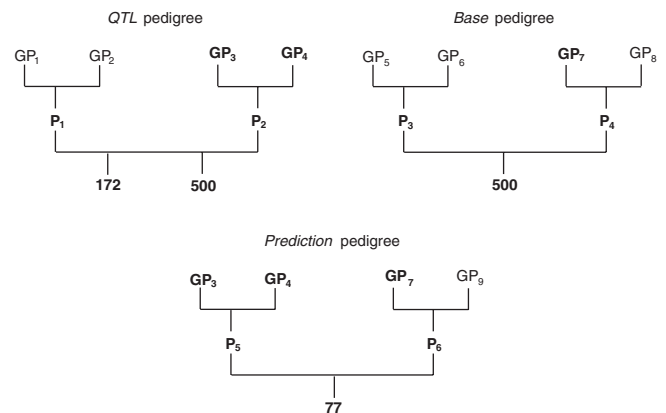 QTL pedigree
GP1 GP2 GP3 GP4
P1 P2
172 500
Base pedigree
GP5 GP6 GP7 GP8
P3 P4
500
Prediction pedigree
GP3 GP4 GP7 GP9
P5 P6
77